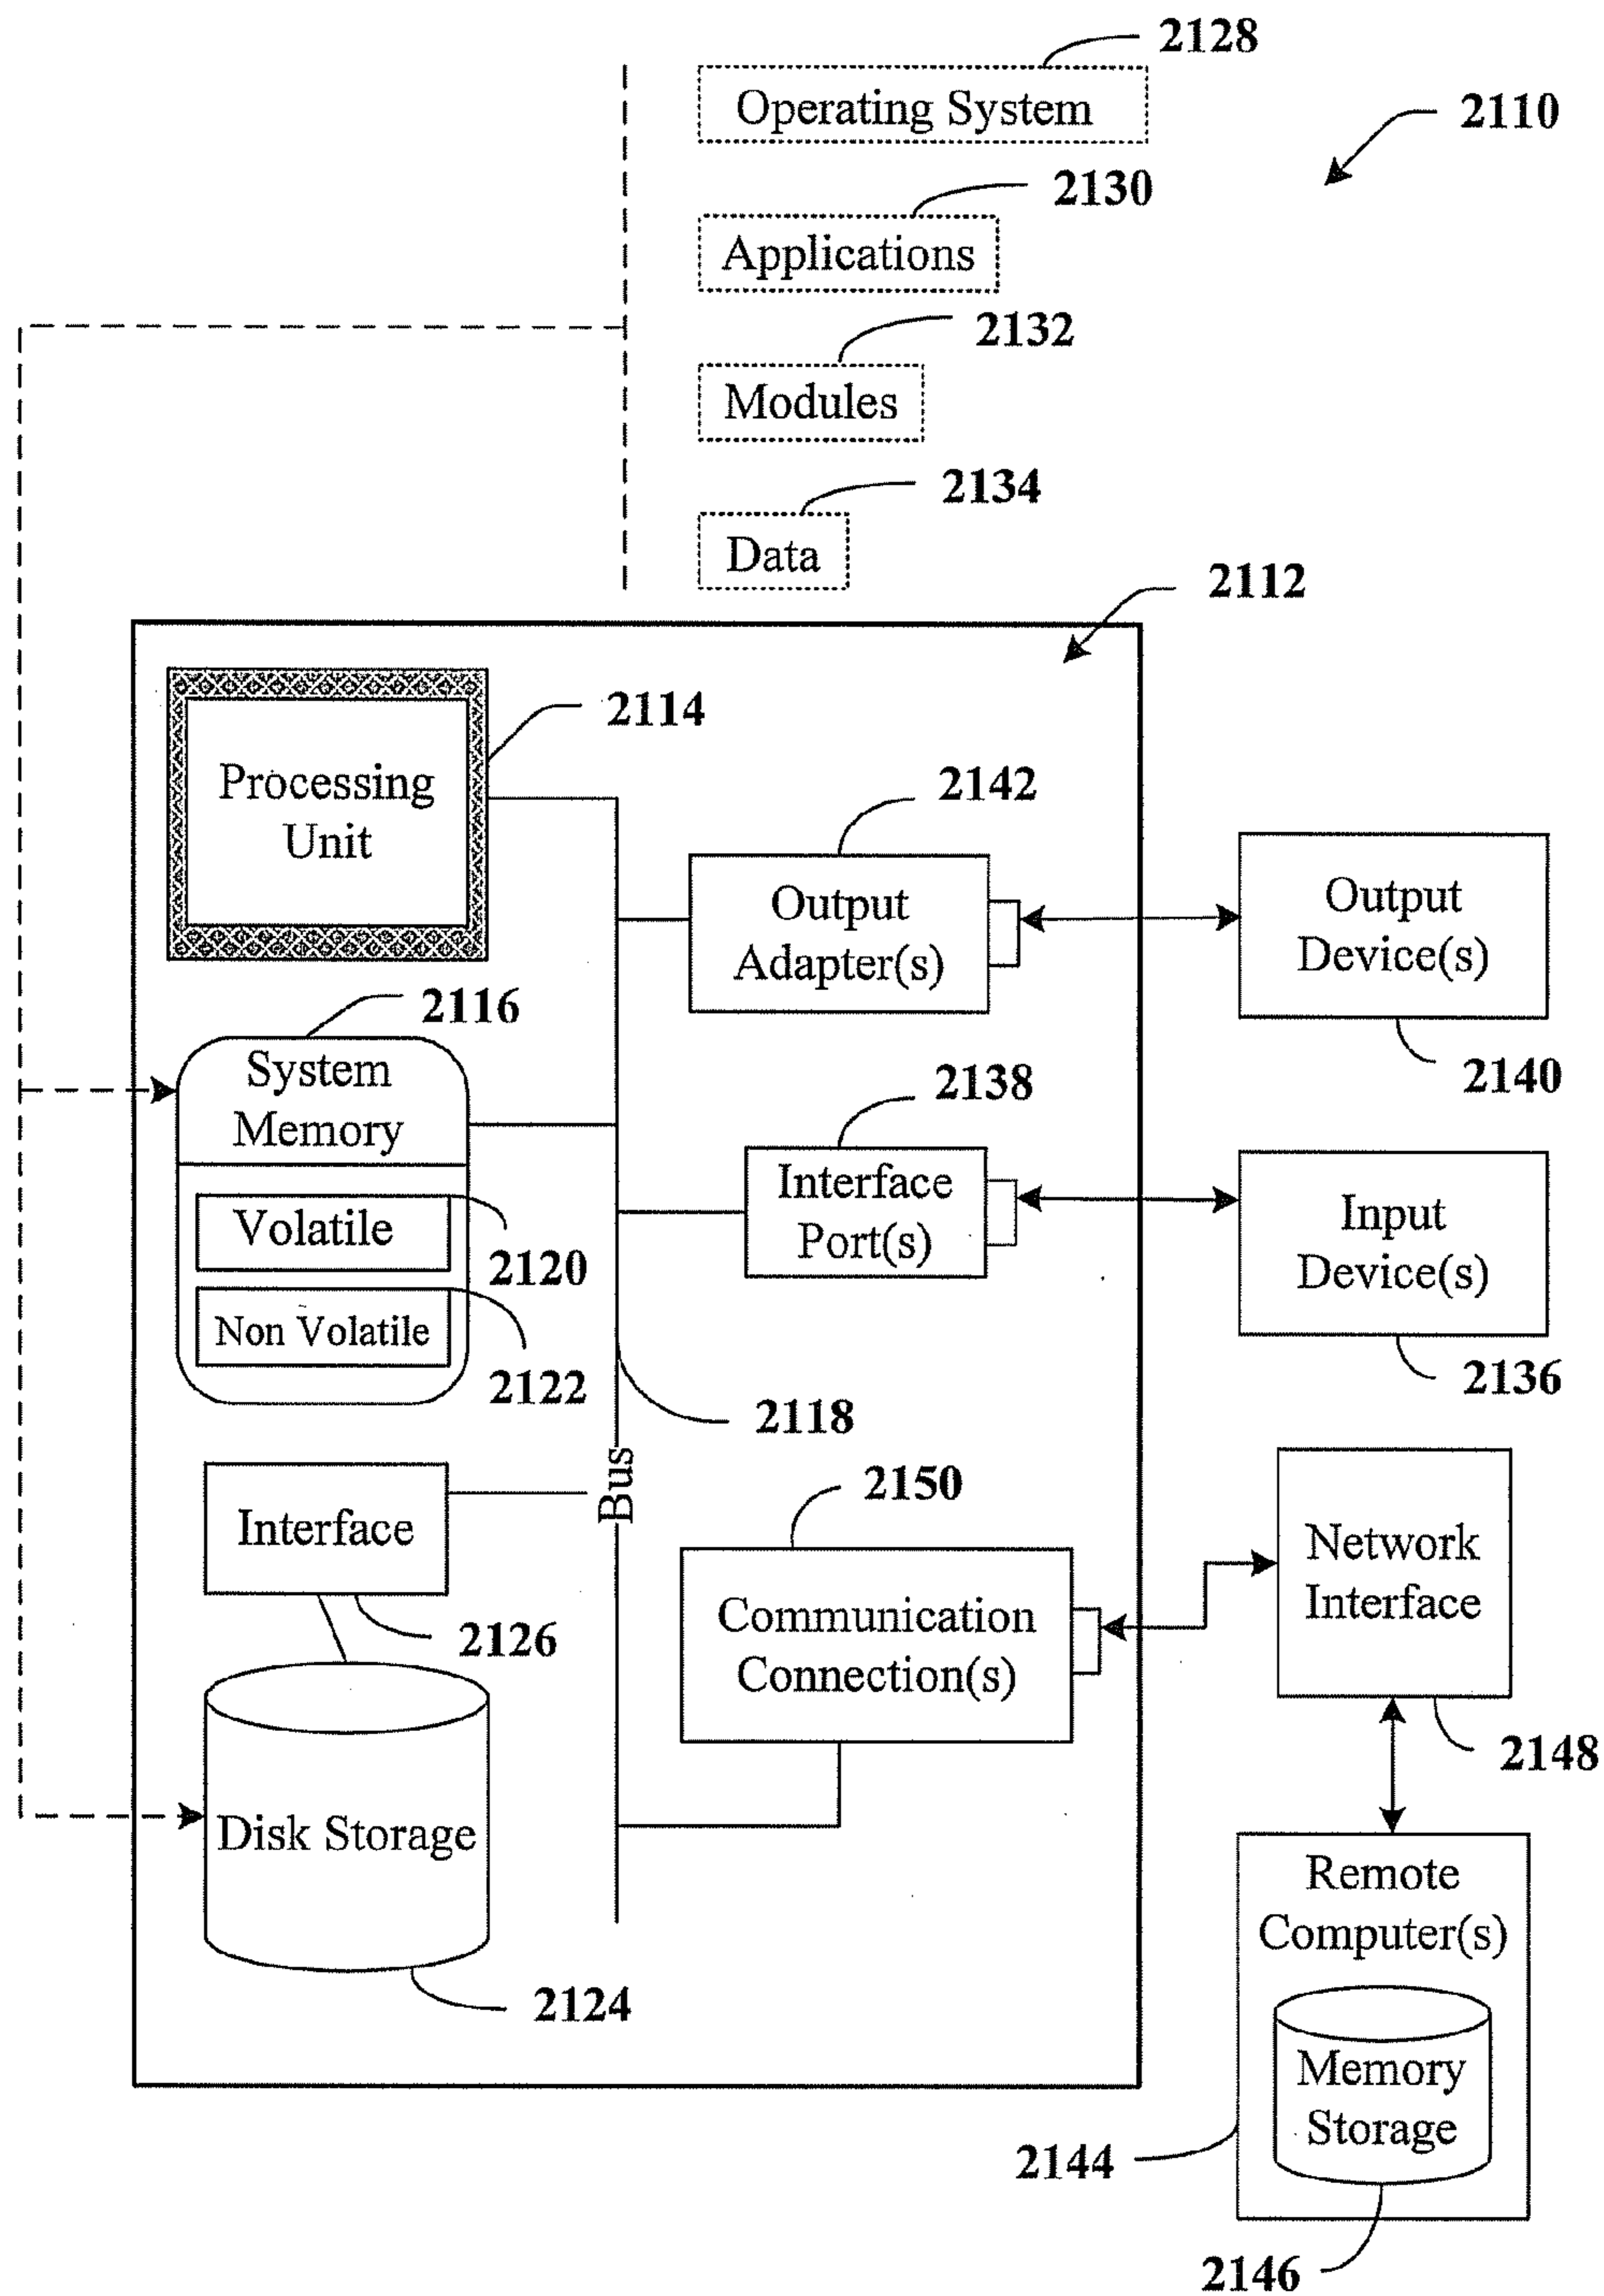 2128
Operating System
2110
2130
Applications
2132
Modules
2134
Data
2112
2114
Processing
Unit
2142
Output
Adapter(s)
Output
Device(s)
2140
2116
System
Memory
Volatile
2120
Non Volatile
2122
2138
Interface
Port(s)
Input
Device(s)
2136
2118
Bus
Interface
2126
2150
Communication
Connection(s)
Network
Interface
2148
Disk Storage
2124
Remote
Computer(s)
Memory
Storage
2144
2146